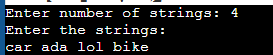 Enter number of strings: 4
Enter the strings:
car ada lol bike